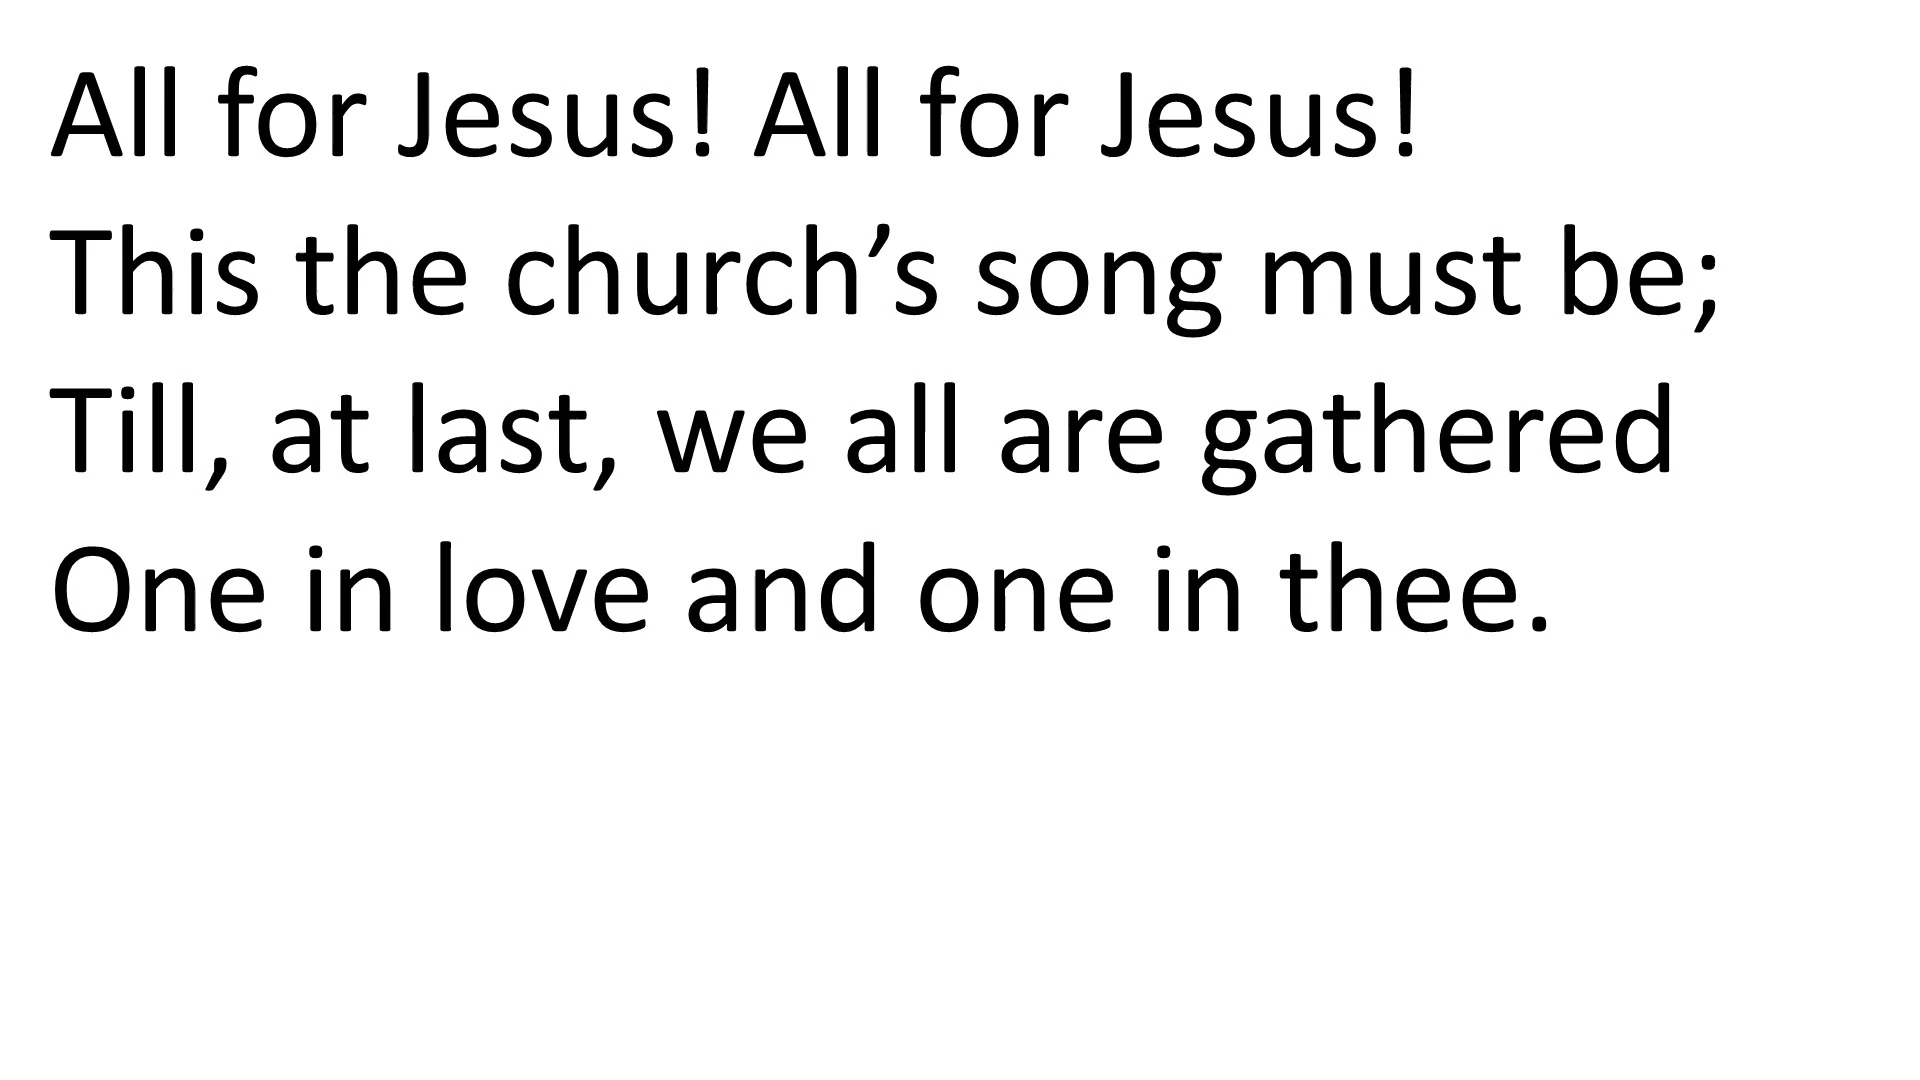 All for Jesus! All for Jesus!
This the church’s song must be;
Till, at last, we all are gathered
One in love and one in thee.